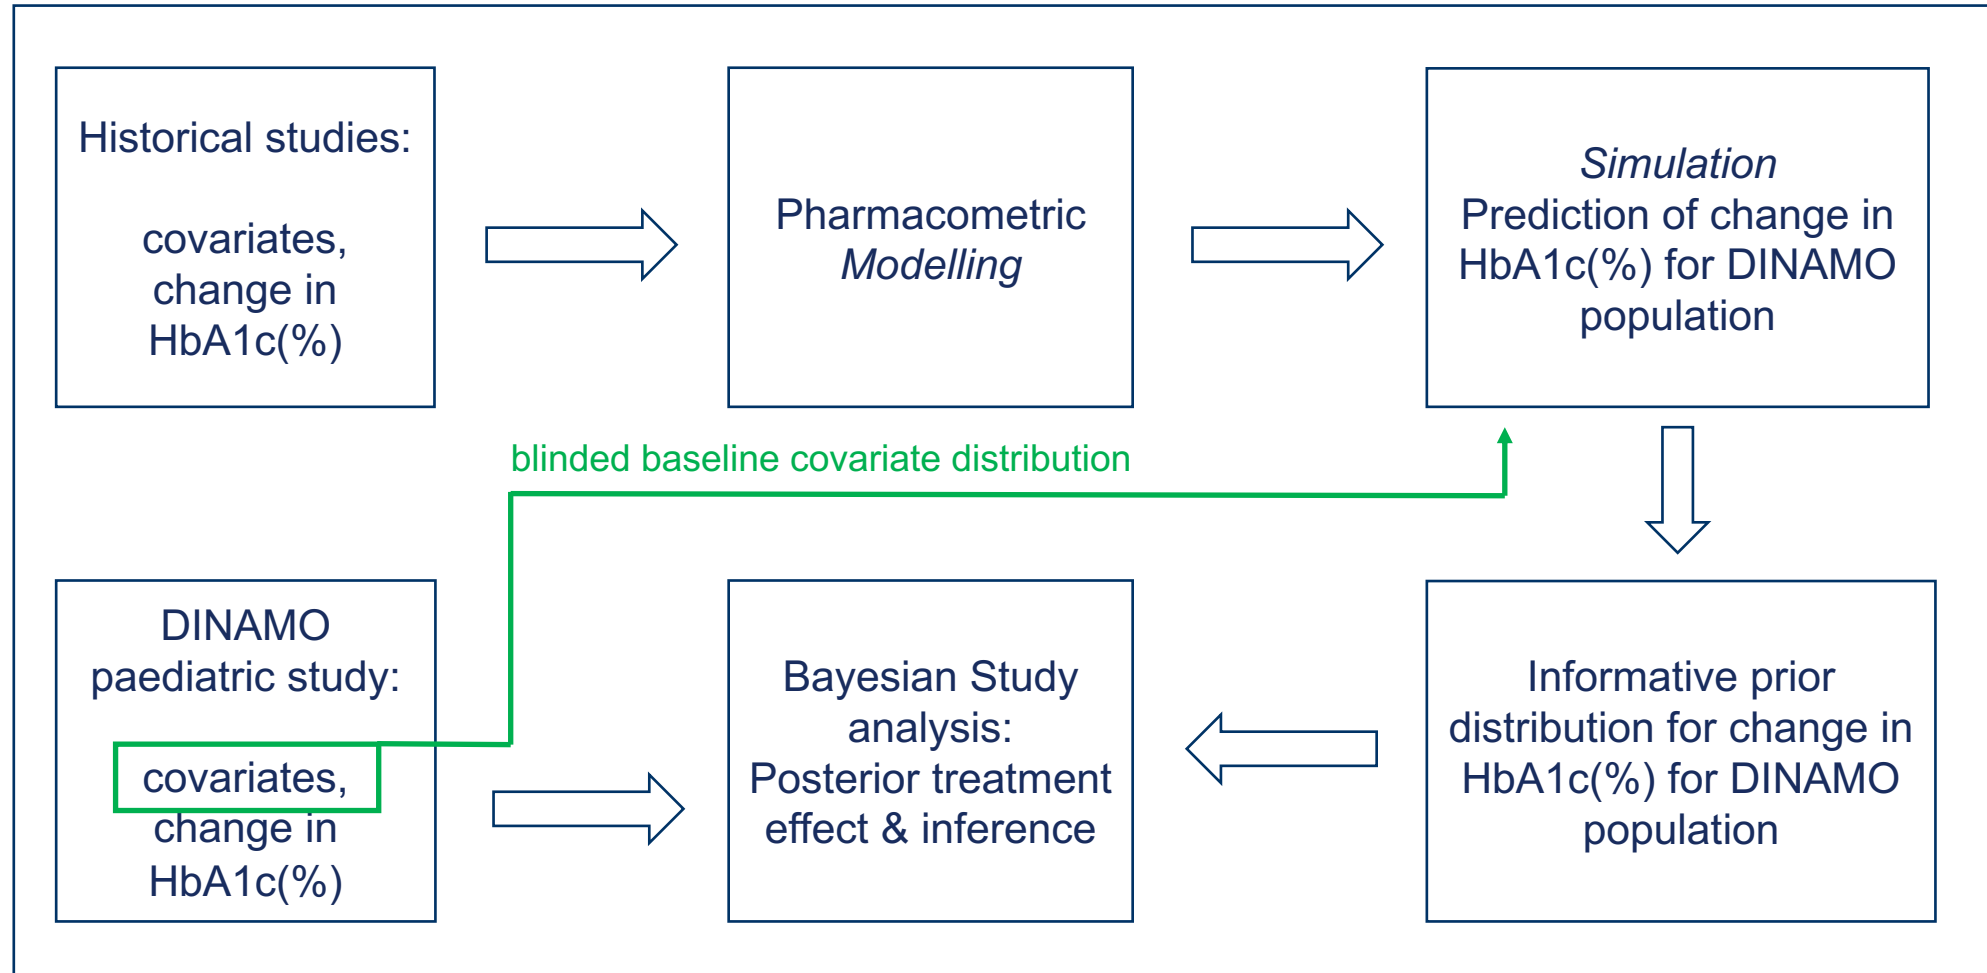 Historical studies:
covariates,
change in
HbA1c(%)
Pharmacometric
Modelling
Simulation
Prediction of change in
HbA1c(%) for DINAMO
population
blinded baseline covariate distribution
DINAMO
paediatric study:
covariates,
change in
HbA1c(%)
Bayesian Study
analysis:
Posterior treatment
effect & inference
Informative prior
distribution for change in
HbA1c(%) for DINAMO
population